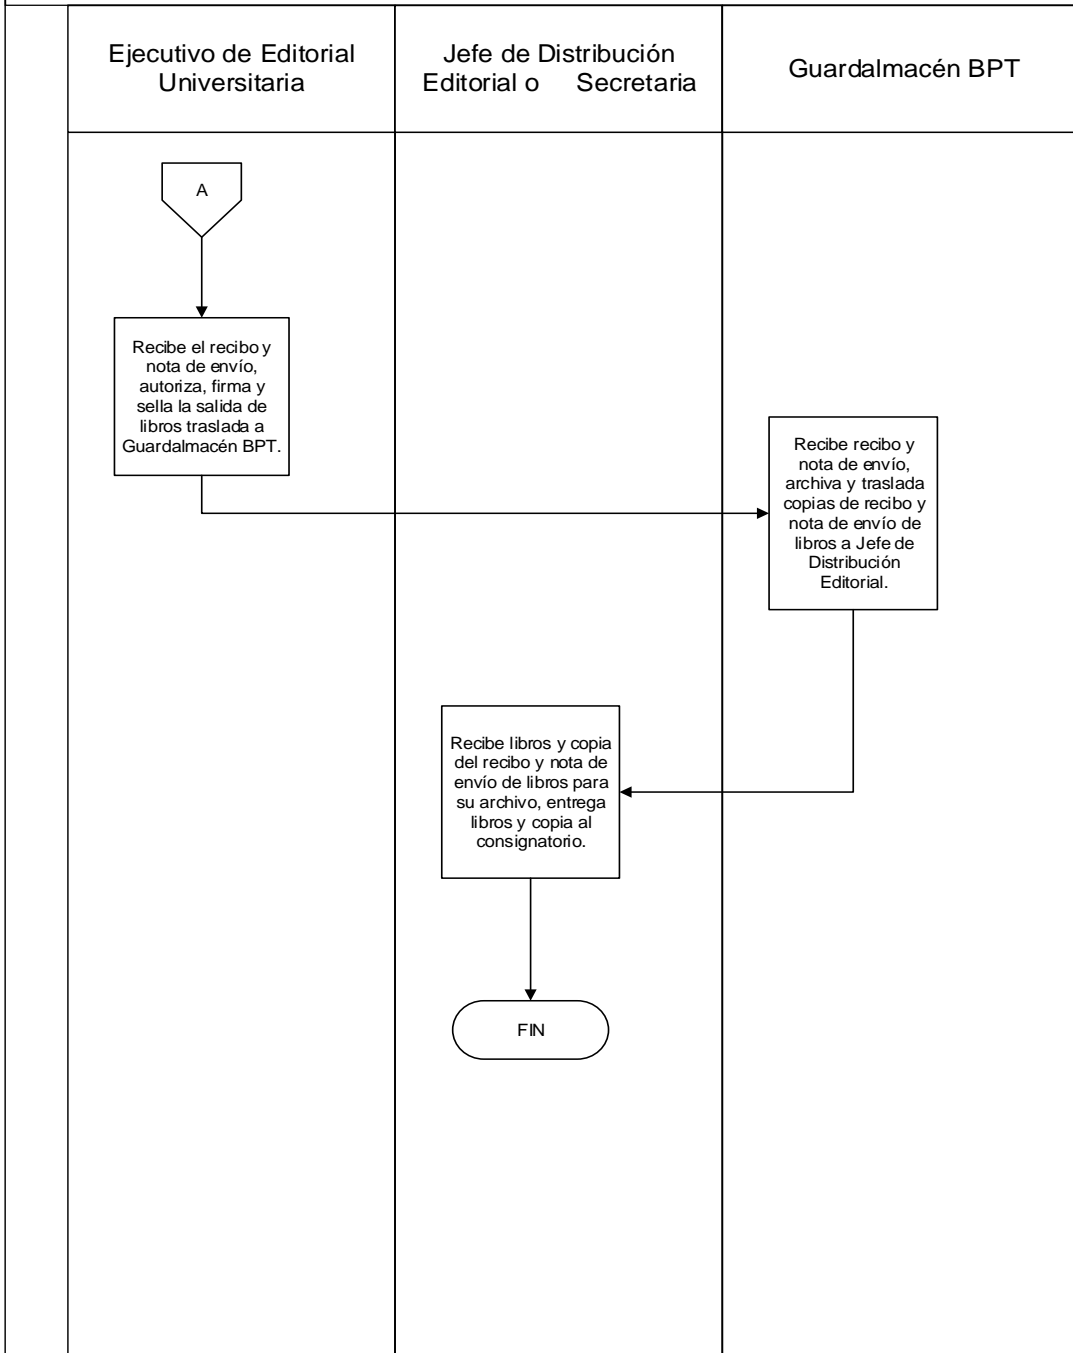 Ejecutivo de Editorial
Universitaria
Jefe de Distribución
Editorial o Secretaria
Guardalmacén BPT
A
Recibe el recibo y
nota de envío,
autoriza, firma y
sella la salida de
libros traslada a
Guardalmacén BPT.
Recibe recibo y
nota de envío,
archiva y traslada
copias de recibo y
nota de envío de
libros a Jefe de
Distribución
Editorial.
Recibe libros y copia
del recibo y nota de
envío de libros para
su archivo, entrega
libros y copia al
consignatorio.
FIN